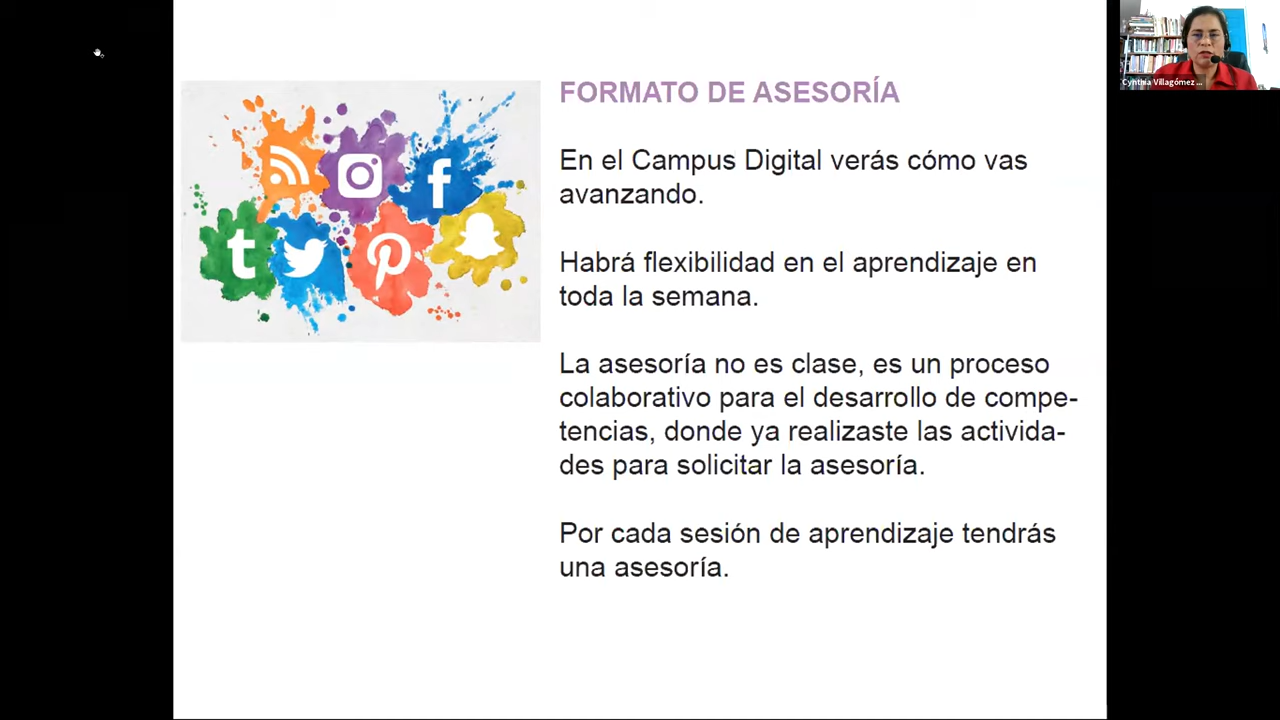 FORMATO DE ASESORÍA
En el Campus Digital verás cómo vas
avanzando.
Habrá flexibilidad en el aprendizaje en
toda la semana.
La asesoría no es clase, es un proceso
colaborativo para el desarrollo de compe-
tencias, donde ya realizaste las activida-
des para solicitar la asesoría.
Por cada sesión de aprendizaje tendrás
una asesoría.
Cynthia Villagómez ...